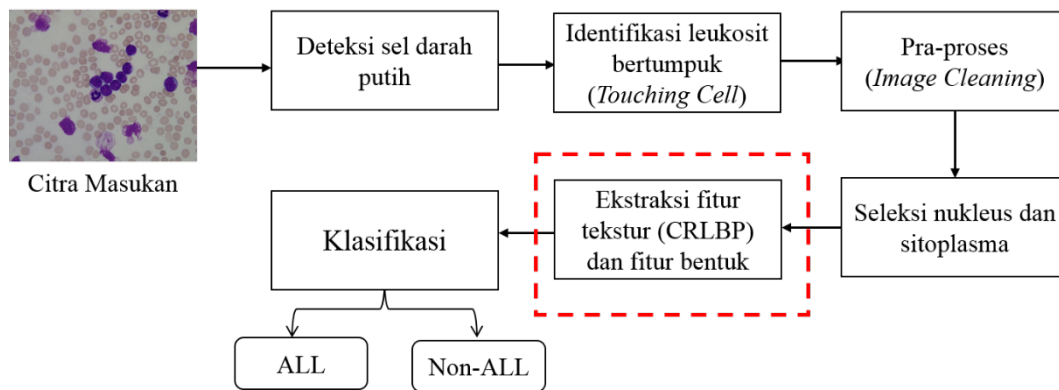 Citra Masukan
Deteksi sel darah
putih
Identifikasi leukosit
bertumpuk
(Touching Cell)
Pra-proses
(Image Cleaning)
Seleksi nukleus dan
sitoplasma
Ekstraksi fitur
tekstur (CRLBP)
dan fitur bentuk
Klasifikasi
ALL
Non-ALL